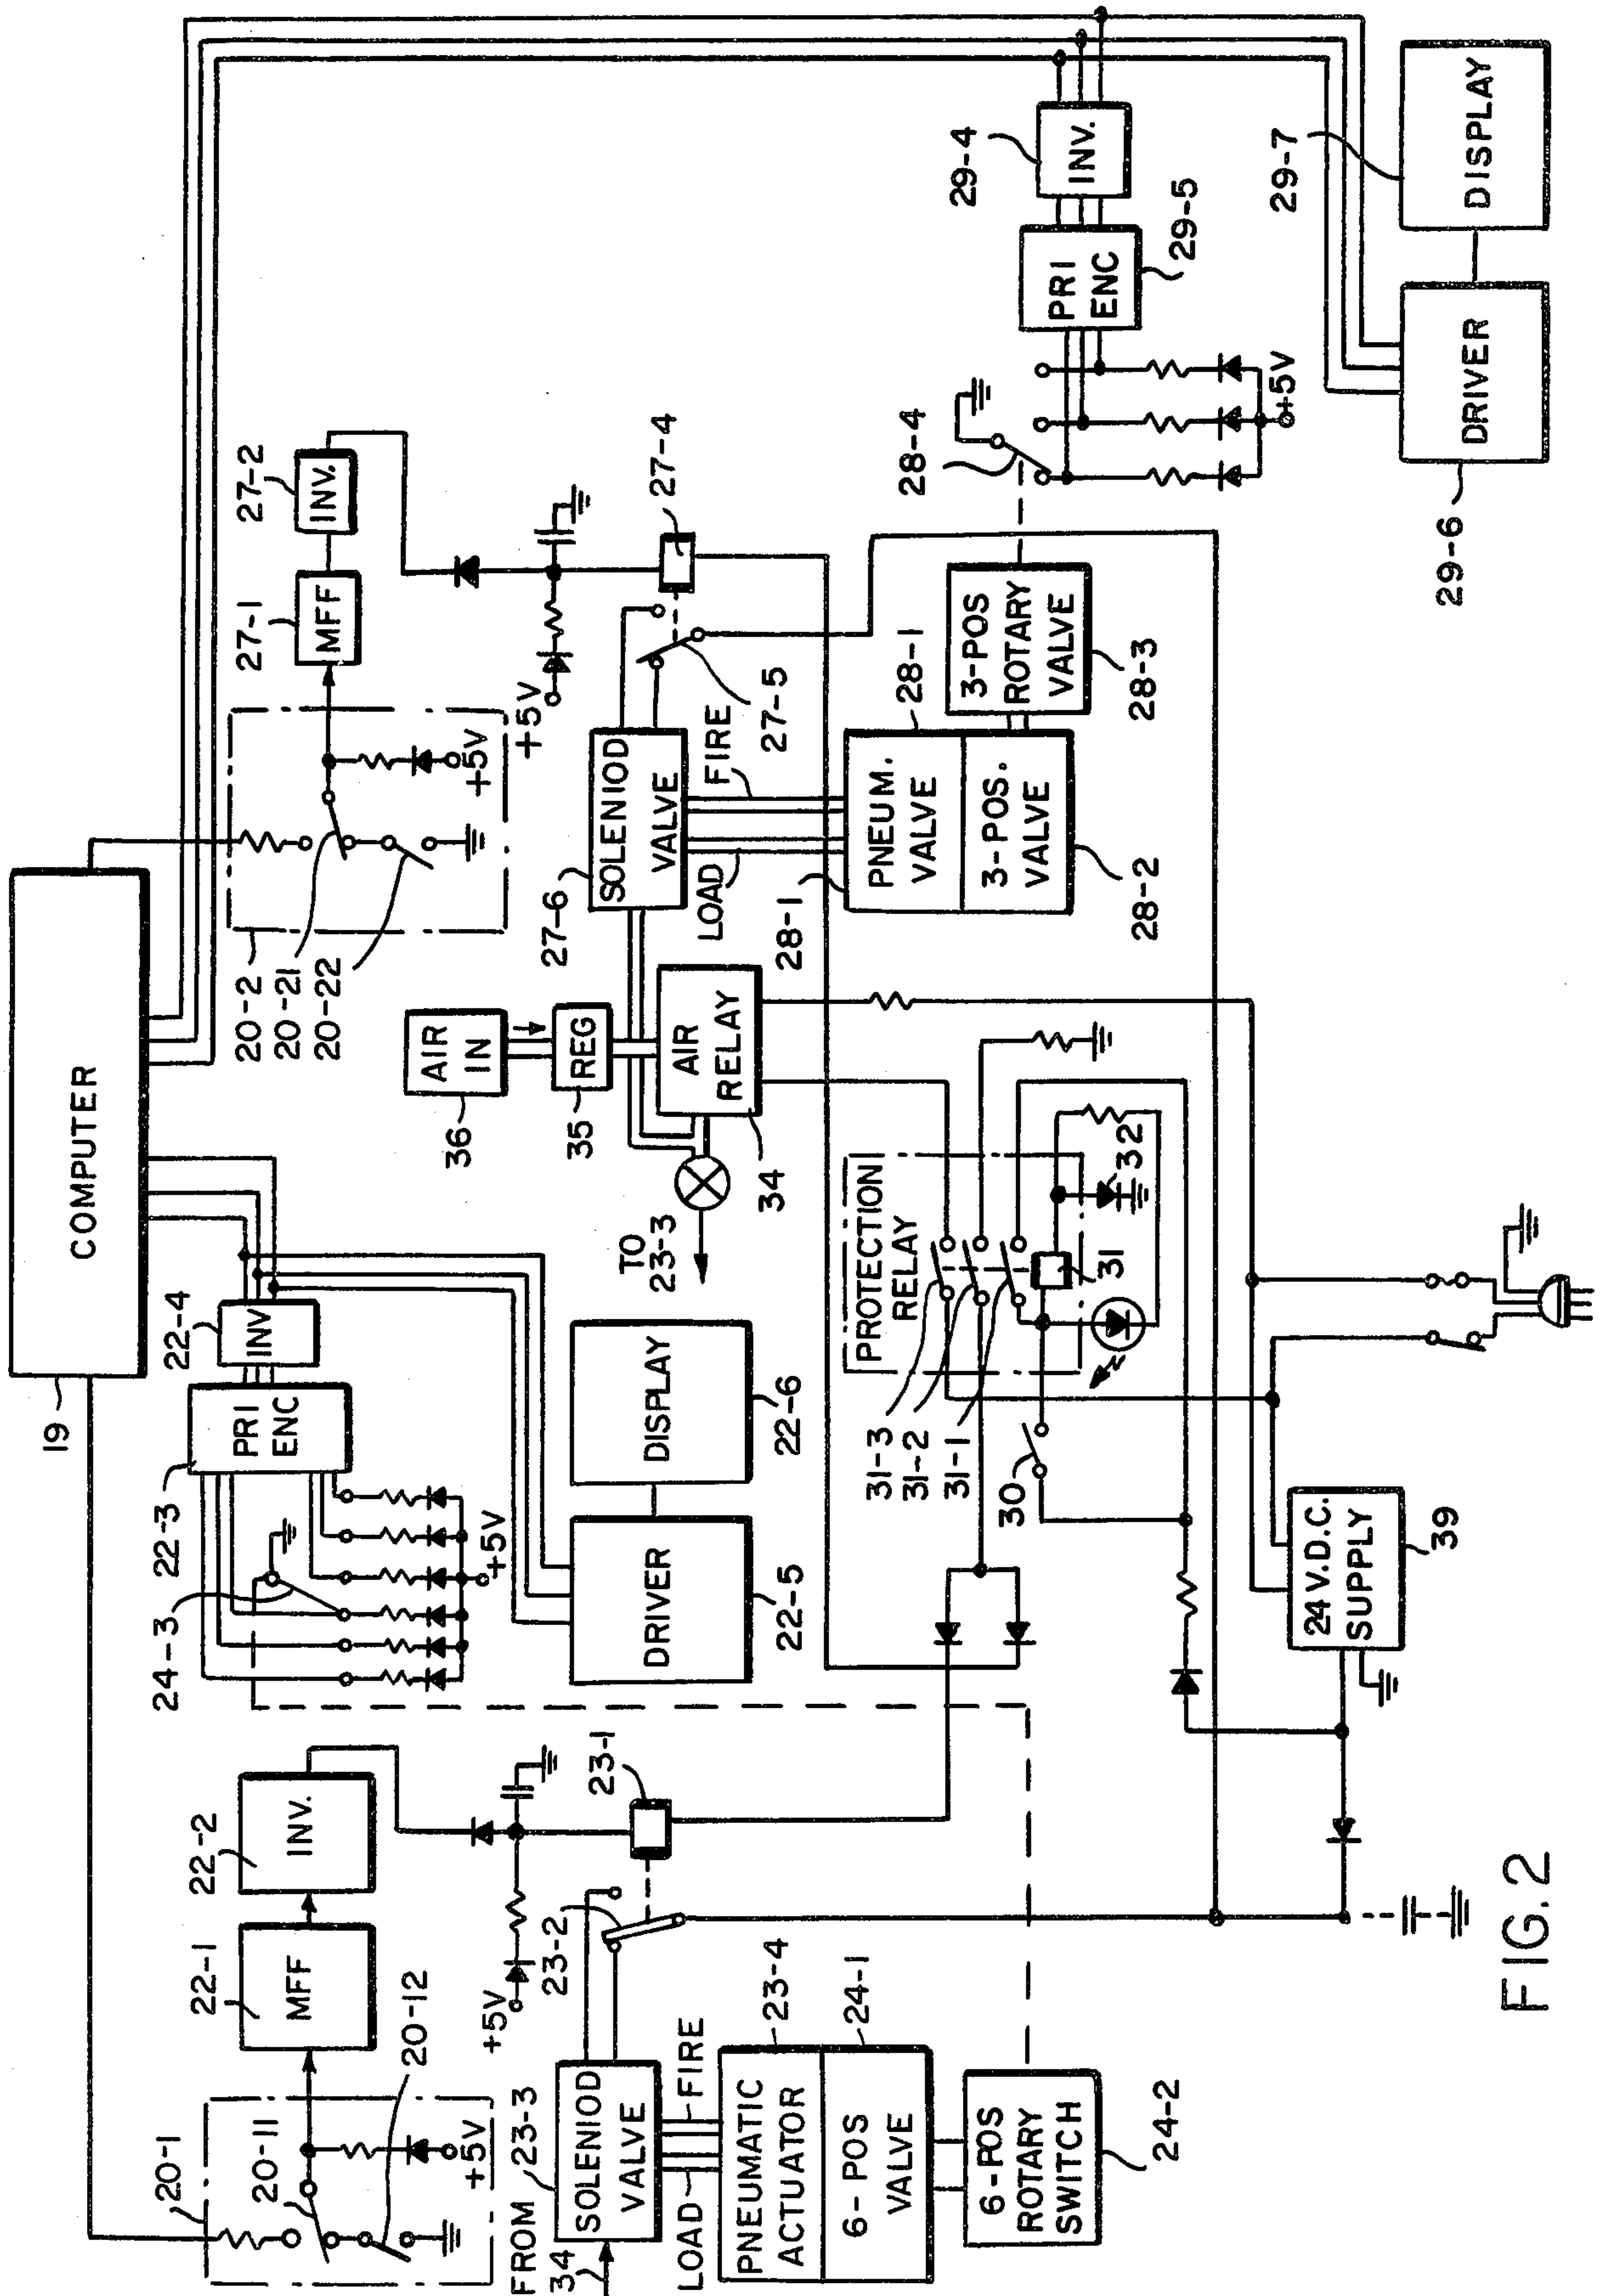 COMPUTER
19
20-1
20-11
20-12
+5V
22-1
MFF
22-2
INV.
+5V
23-1
23-2
FROM
34
23-3
SOLENIOD
VALVE
LOAD
FIRE
PNEUMATIC
ACTUATOR
23-4
6-POS
VALVE
24-1
6-POS
ROTARY
SWITCH
24-2
24-3
22-3
PRI
ENC
22-4
INV
+5V
DRIVER
22-5
DISPLAY
22-6
20-2
20-21
20-22
+5V
27-1
MFF
27-2
INV.
+5V
27-4
27-5
27-6
SOLENIOD
VALVE
LOAD
FIRE
AIR
IN
36
REG
35
AIR
RELAY
34
TO
23-3
28-1
28-1
PNEUM.
VALVE
3-POS.
VALVE
28-2
3-POS
ROTARY
VALVE
28-3
28-4
+5V
PRI
ENC
29-5
29-4
INV.
DRIVER
29-6
DISPLAY
29-7
PROTECTION
RELAY
31-3
31-2
31-1
31
32
30
24 V.D.C.
SUPPLY
39
FIG.2